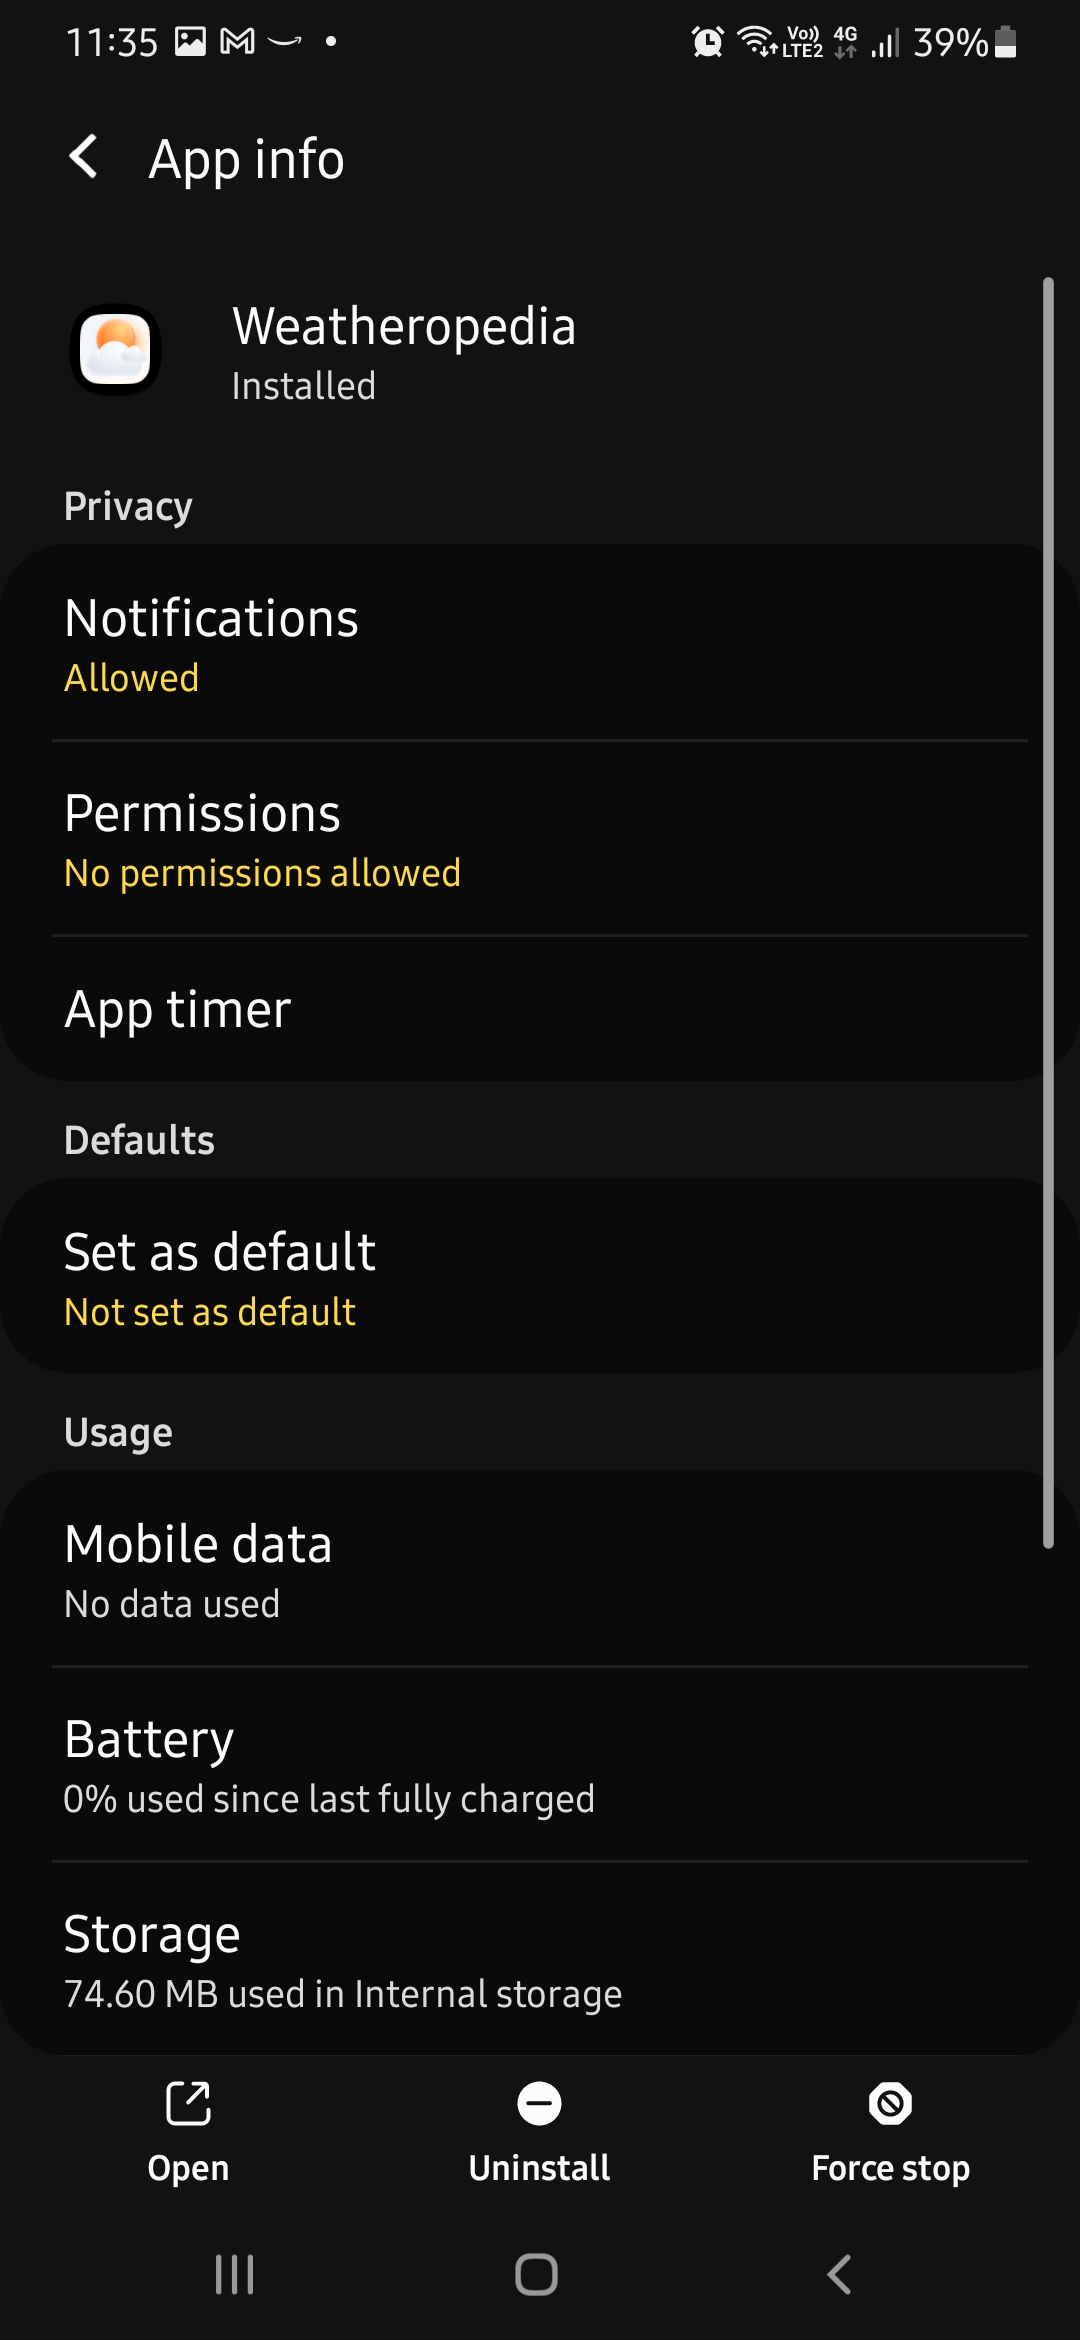 11:35
Vo)) LTE2 4G 39%
App info
Weatheropedia
Installed
Privacy
Notifications
Allowed
Permissions
No permissions allowed
App timer
Defaults
Set as default
Not set as default
Usage
Mobile data
No data used
Battery
0% used since last fully charged
Storage
74.60 MB used in Internal storage
Open Uninstall Force stop